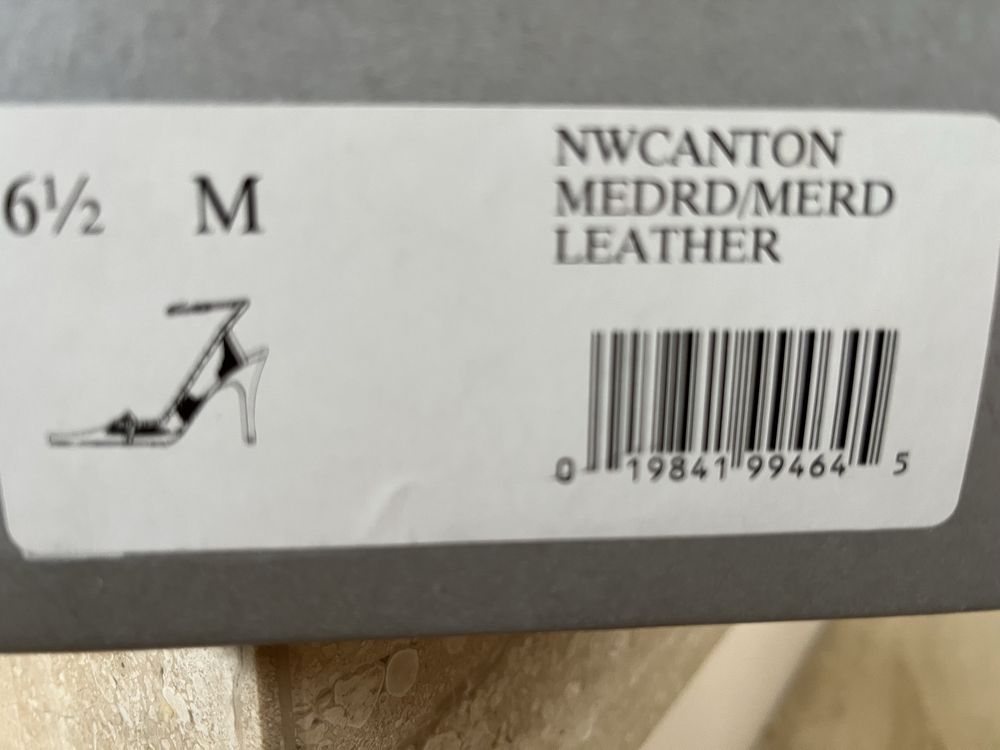 6½ M
NWCANTON
MEDRD/MERD
LEATHER
0 19841 99464 5